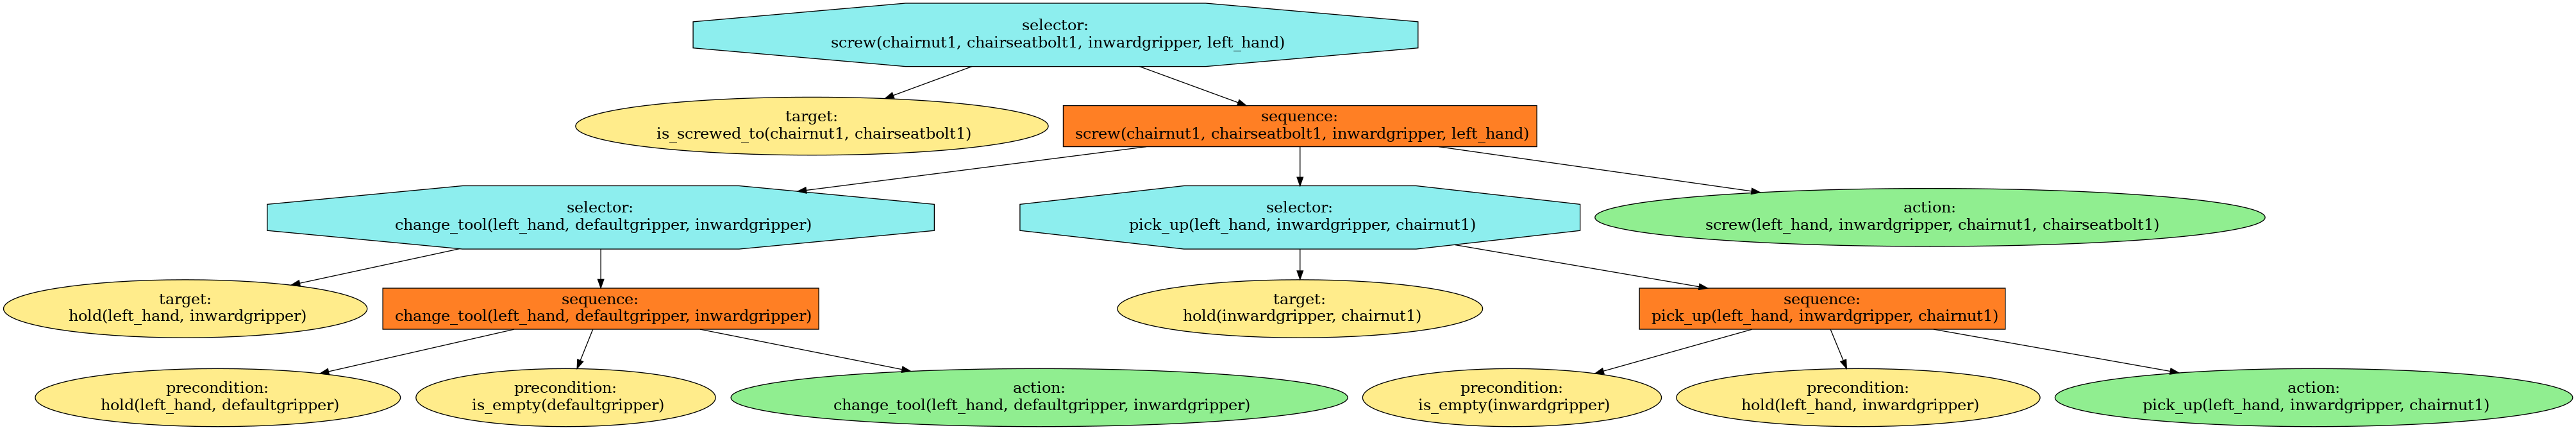 selector:
screw(chairnut1, chairseatbolt1, inwardgripper, left_hand)
target:
is_screwed_to(chairnut1, chairseatbolt1)
sequence:
screw(chairnut1, chairseatbolt1, inwardgripper, left_hand)
selector:
change_tool(left_hand, defaultgripper, inwardgripper)
selector:
pick_up(left_hand, inwardgripper, chairnut1)
action:
screw(left_hand, inwardgripper, chairnut1, chairseatbolt1)
target:
hold(left_hand, inwardgripper)
sequence:
change_tool(left_hand, defaultgripper, inwardgripper)
target:
hold(inwardgripper, chairnut1)
sequence:
pick_up(left_hand, inwardgripper, chairnut1)
precondition:
hold(left_hand, defaultgripper)
precondition:
is_empty(defaultgripper)
action:
change_tool(left_hand, defaultgripper, inwardgripper)
precondition:
is_empty(inwardgripper)
precondition:
hold(left_hand, inwardgripper)
action:
pick_up(left_hand, inwardgripper, chairnut1)